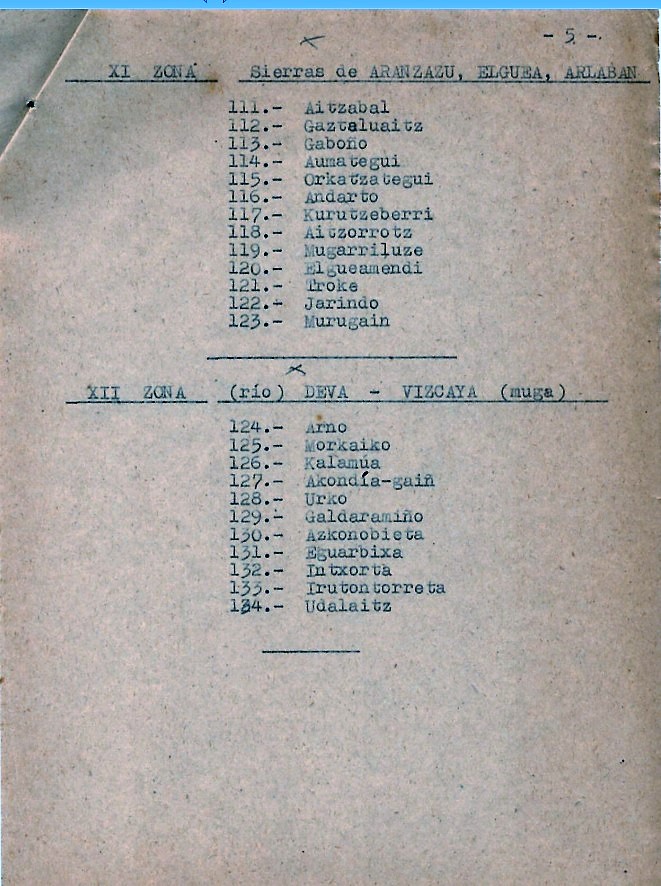 - 5 -.
XI ZONA Sierras de ARANZAZU, ELGUEA, ARLABAN
111.- Aitzabal
112.- Gazteluaitz
113.- Gaboño
114.- Aumategui
115.- Orkatzategui
116.- Andarto
117.- Kurutzeberri
118.- Aitzorrotz
119.- Mugarriluze
120.- Elgueamendi
121.- Troke
122.- Jarindo
123.- Murugain
XII ZONA (río) DEVA - VIZCAYA (muga)
124.- Arno
125.- Morkaiko
126.- Kalamúa
127.- Akondía-gaiñ
128.- Urko
129.- Galdaramiño
130.- Azkonobieta
131.- Eguarbixa
132.- Intxorta
133.- Irutontorreta
134.- Udalaitz